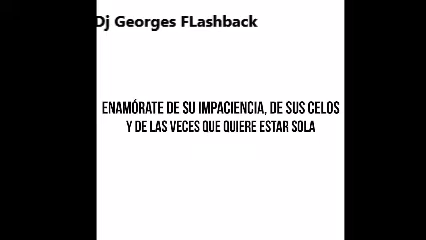 Dj Georges FLashback
ENAMÓRATE DE SU IMPACIENCIA, DE SUS CELOS
Y DE LAS VECES QUE QUIERE ESTAR SOLA